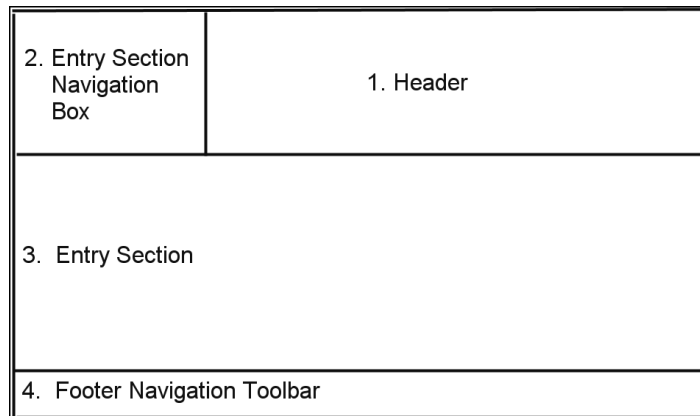 2. Entry Section
Navigation
Box
1. Header
3. Entry Section
4. Footer Navigation Toolbar